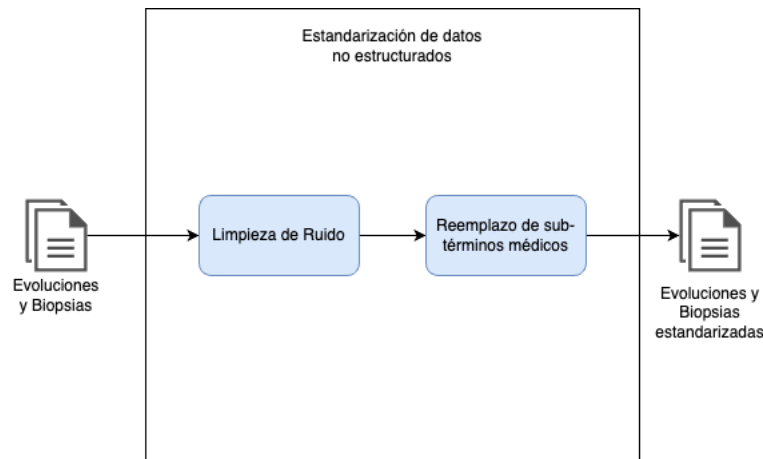 Estandarización de datos
no estructurados
Evoluciones
y Biopsias
Limpieza de Ruido
Reemplazo de sub-
términos médicos
Evoluciones y
Biopsias
estandarizadas